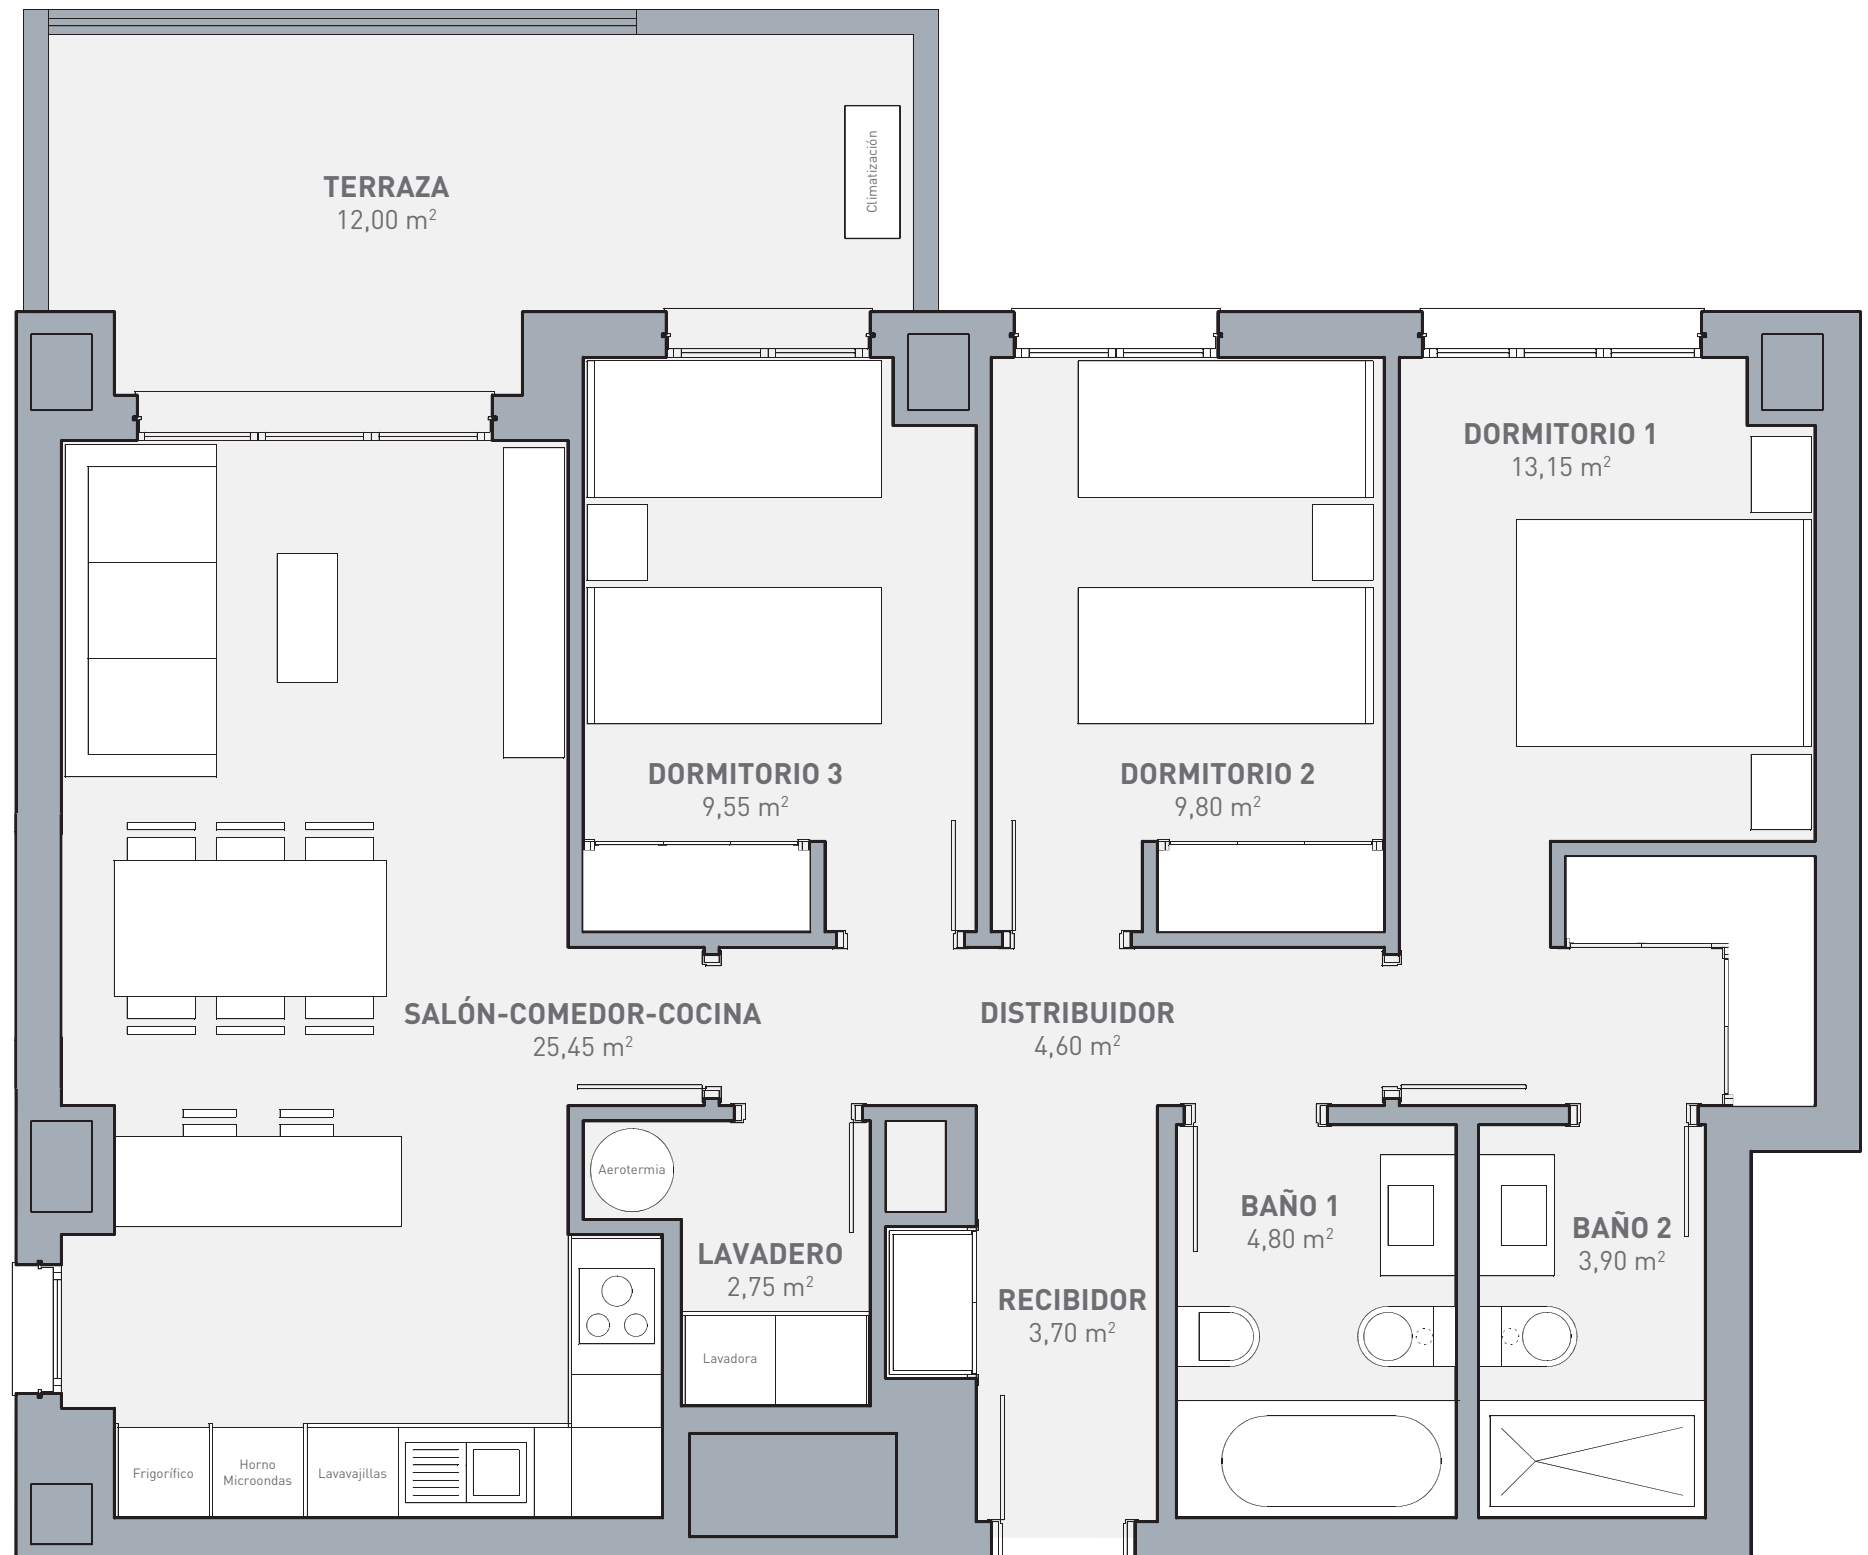 Climatización
TERRAZA
12,00 m²
DORMITORIO 1
13,15 m²
DORMITORIO 3
9,55 m²
DORMITORIO 2
9,80 m²
SALÓN-COMEDOR-COCINA
25,45 m²
DISTRIBUIDOR
4,60 m²
Aerotermia
BAÑO 1
4,80 m²
BAÑO 2
3,90 m²
LAVADERO
2,75 m²
RECIBIDOR
3,70 m²
Lavadora
Frigorífico
Horno
Microondas
Lavavajillas